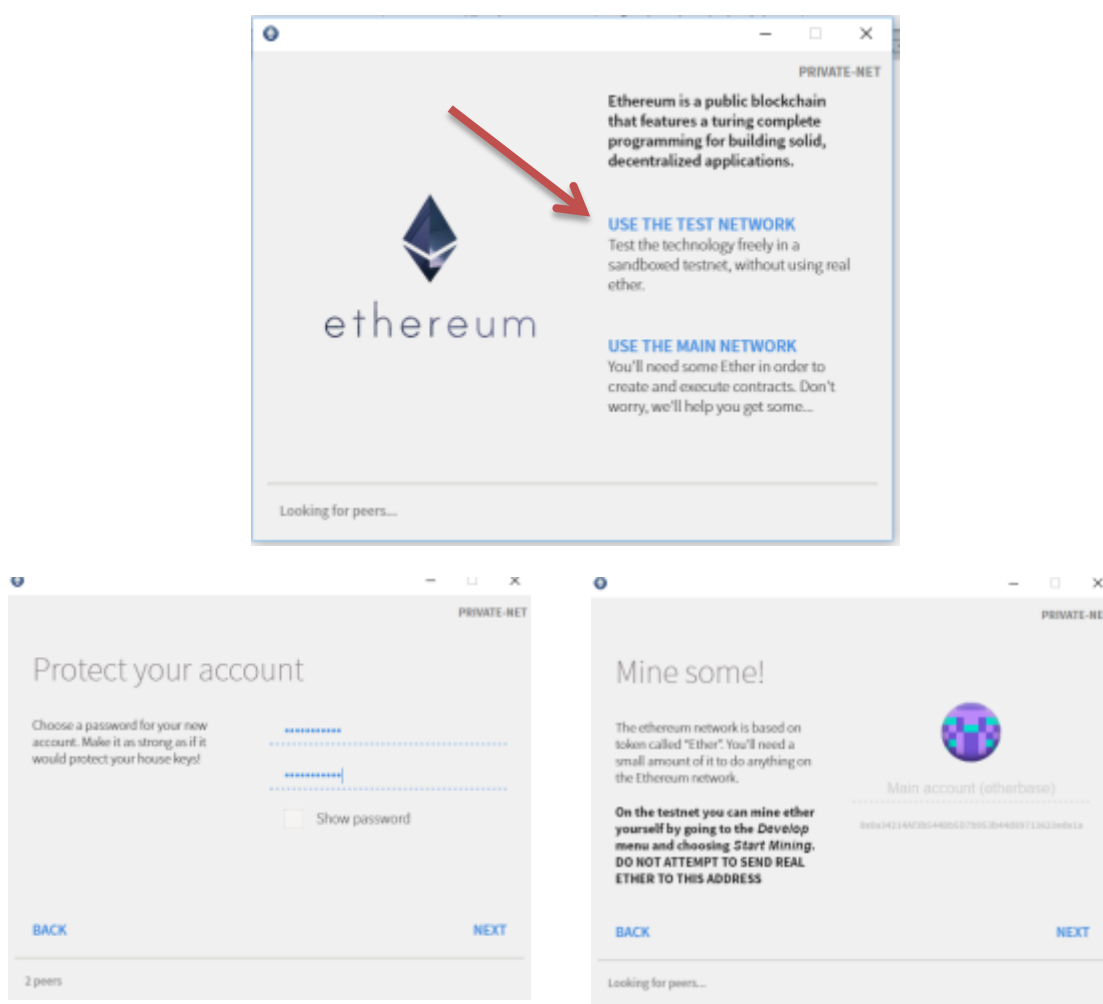 PRIVATE-NET
Ethereum is a public blockchain
that features a turing complete
programming for building solid,
decentralized applications.
USE THE TEST NETWORK
Test the technology freely in a
sandboxed testnet, without using real
ether.
ethereum
USE THE MAIN NETWORK
You'll need some Ether in order to
create and execute contracts. Don't
worry, we'll help you get some...
Looking for peers...
PRIVATE-NET
Protect your account
Choose a password for your new
account. Make it as strong as if it
would protect your house keys!
Show password
BACK
NEXT
2 peers
PRIVATE-NE
Mine some!
The ethereum network is based on
token called "Ether". You'll need a
small amount of it to do anything on
the Ethereum network.
On the testnet you can mine ether
yourself by going to the Develop
menu and choosing Start Mining.
DO NOT ATTEMPT TO SEND REAL
ETHER TO THIS ADDRESS
Main account (etherbase)
BACK
NEXT
Looking for peers...